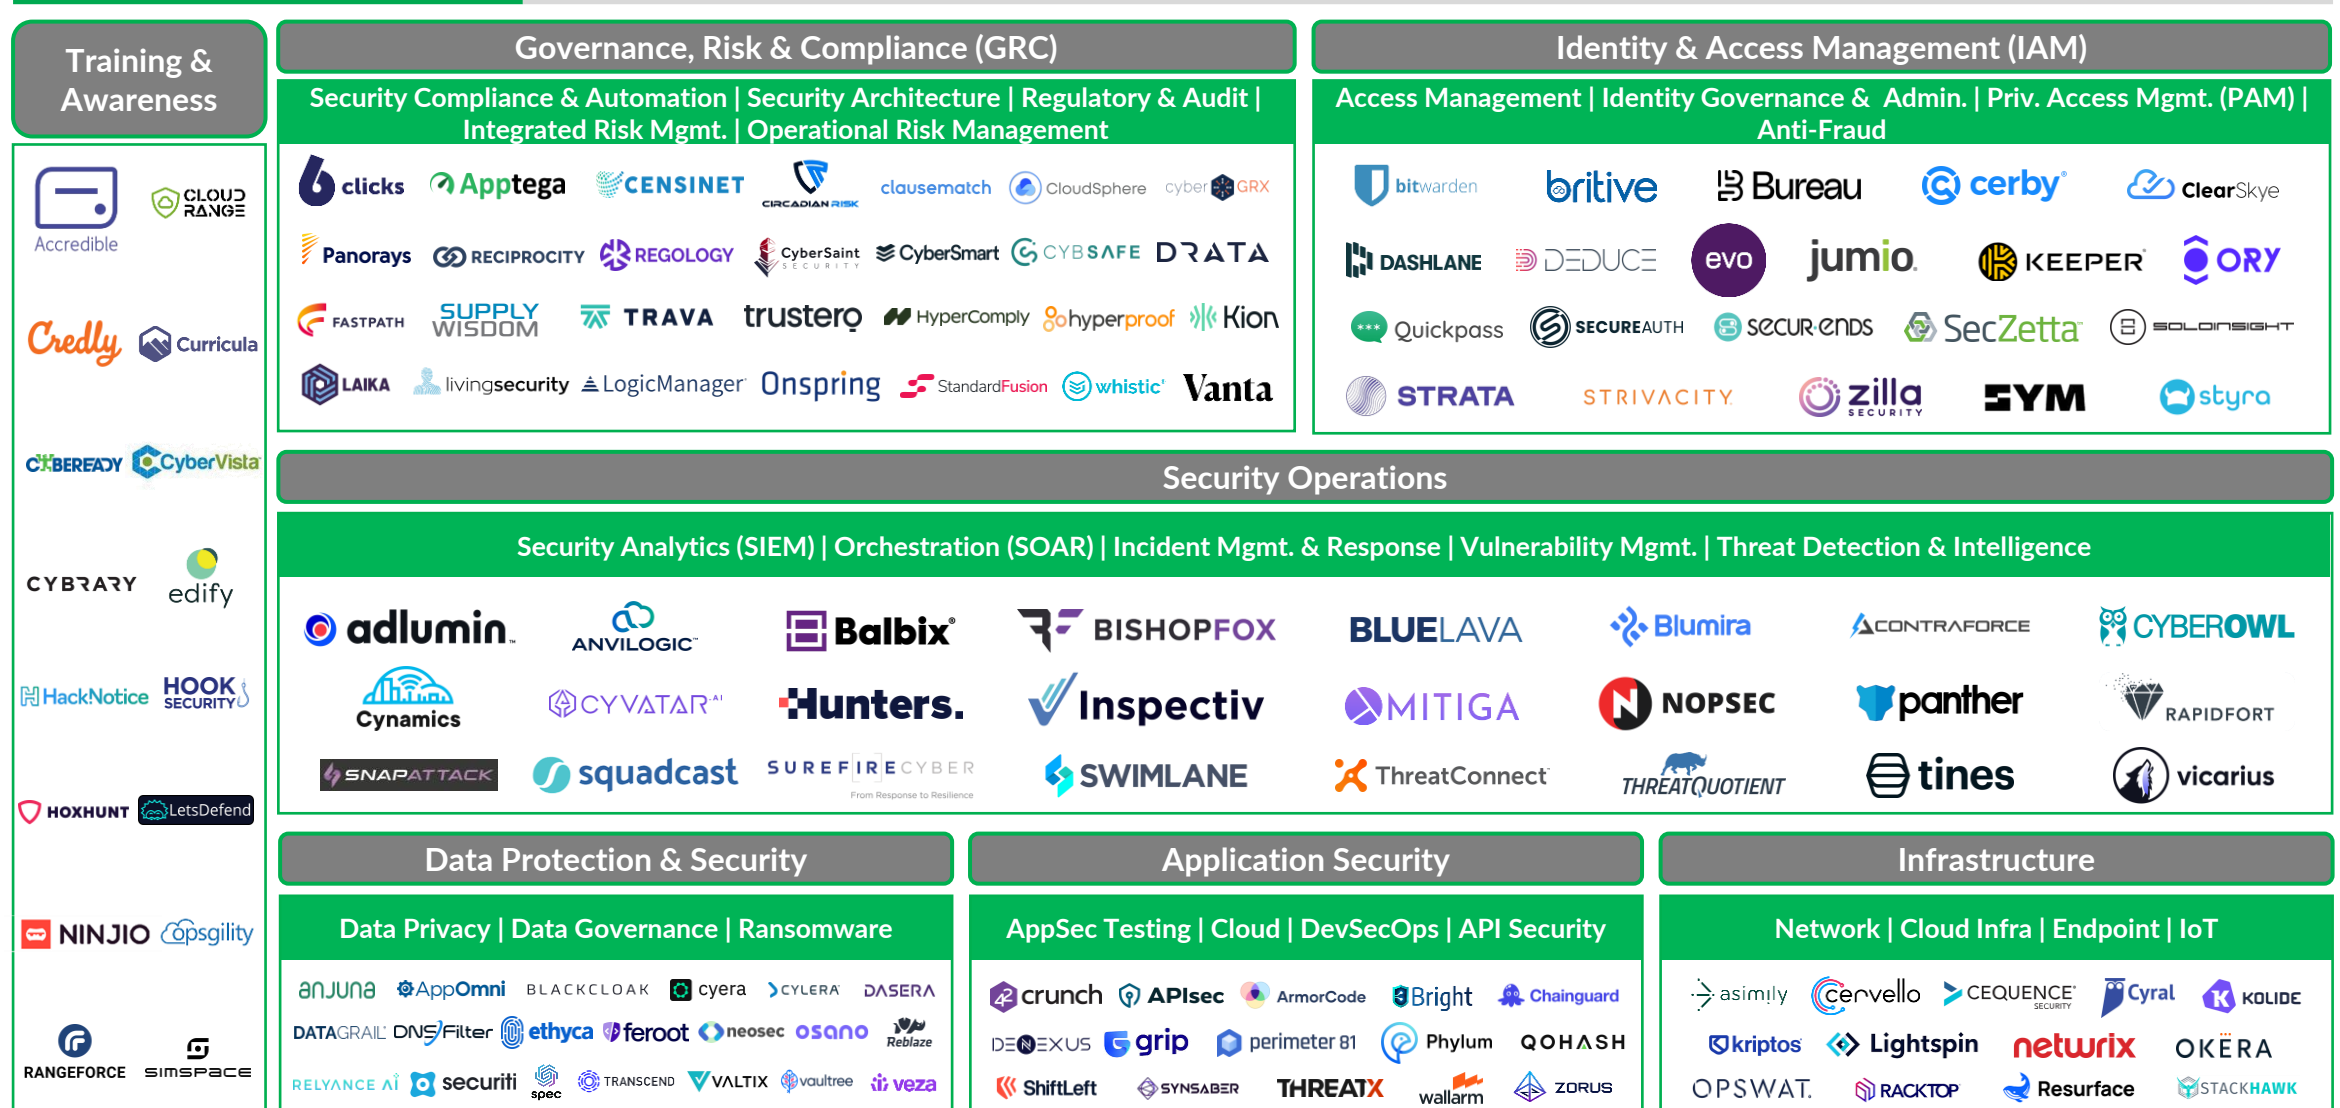 Training &
Awareness
Accredible
CLOUD
RANGE
Credly
Curricula
CYBEREADY
CyberVista
CYBRARY
edify
HackNotice
HOOK
SECURITY
HOXHUNT
LetsDefend
NINJIO
opsgility
RANGEFORCE
SIMSPACE
Governance, Risk & Compliance (GRC)
Security Compliance & Automation | Security Architecture | Regulatory & Audit |
Integrated Risk Mgmt. | Operational Risk Management
6clicks
Apptega
CENSINET
CIRCADIAN RISK
clausematch
CloudSphere
cyberGRX
Panorays
RECIPROCITY
REGOLOGY
CyberSaint
SECURITY
CyberSmart
CYBSAFE
DRATA
FASTPATH
SUPPLY
WISDOM
TRAVA
trustero
HyperComply
hyperproof
Kion
LAIKA
livingsecurity
LogicManager
Onspring
StandardFusion
whistic
Vanta
Identity & Access Management (IAM)
Access Management | Identity Governance & Admin. | Priv. Access Mgmt. (PAM) |
Anti-Fraud
bitwarden
britive
Bureau
cerby
ClearSkye
DASHLANE
DEDUCE
evo
jumio.
KEEPER
ORY
Quickpass
SECUREAUTH
SECUR·ENDS
SecZetta
SOLOINSIGHT
STRATA
STRIVACITY
zilla
SECURITY
SYM
styra
Security Operations
Security Analytics (SIEM) | Orchestration (SOAR) | Incident Mgmt. & Response | Vulnerability Mgmt. | Threat Detection & Intelligence
adlumin™
ANVILOGIC™
Balbix®
BISHOPFOX
BLUELAVA
Blumira
CONTRAFORCE
CYBEROWL
Cynamics
CYVATAR.AI
Hunters.
Inspectiv
MITIGA
NOPSEC
panther
RAPIDFORT
SNAPATTACK
squadcast
SUREFIRECYBER
From Response to Resilience
SWIMLANE
ThreatConnect
THREATQUOTIENT
tines
vicarius
Data Protection & Security
Data Privacy | Data Governance | Ransomware
anjuna
AppOmni
BLACKCLOAK
cyera
CYLERA
DASERA
DATAGRAIL
DNSFilter
ethyca
feroot
neosec
osano
Reblaze
RELYANCE AI
securiti
spec
TRANSCEND
VALTIX
vaultree
veza
Application Security
AppSec Testing | Cloud | DevSecOps | API Security
42crunch
APIsec
ArmorCode
Bright
Chainguard
DENEXUS
grip
perimeter 81
Phylum
QOHASH
ShiftLeft
SYNSABER
THREATX
wallarm
ZORUS
Infrastructure
Network | Cloud Infra | Endpoint | IoT
asimily
cervello
CEQUENCE
SECURITY
Cyral
KOLIDE
kriptos
Lightspin
netwrix
OKERA
OPSWAT.
RACKTOP
Resurface
STACKHAWK